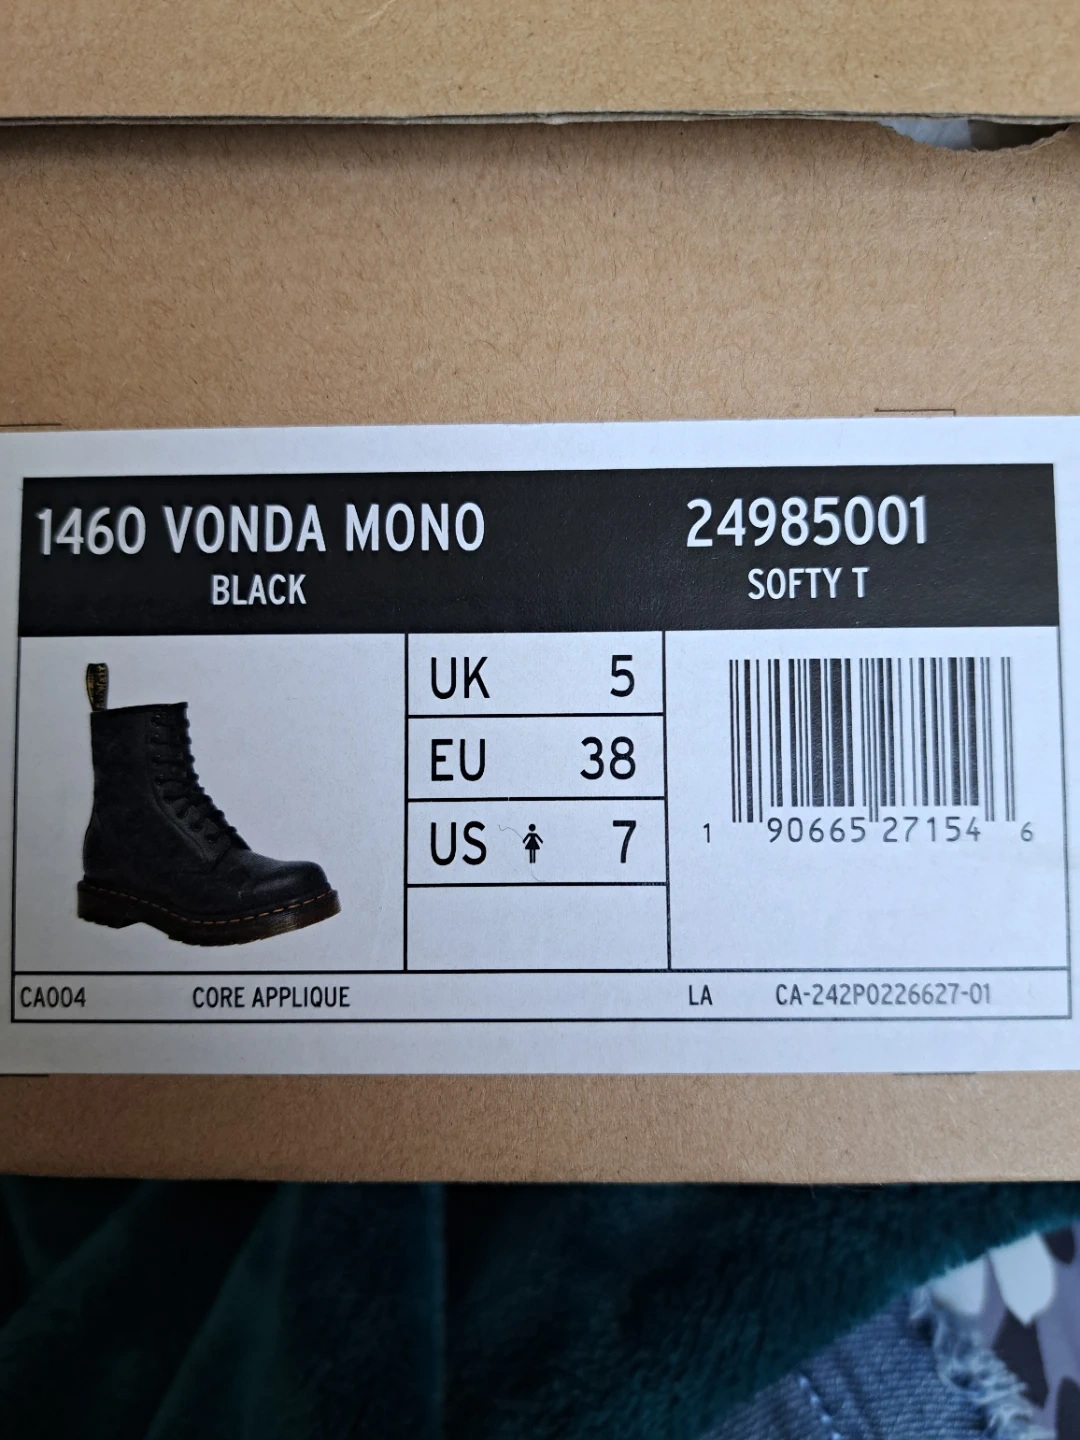 1460 VONDA MONO
BLACK
24985001
SOFTY T
UK 5
EU 38
US 7
1 90665 27154 6
CA004
CORE APPLIQUE
LA
CA-242P0226627-01